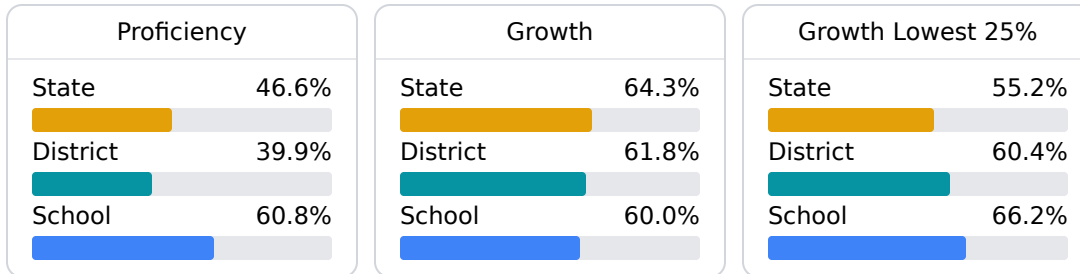 Proficiency
State 46.6%
District 39.9%
School 60.8%
Growth
State 64.3%
District 61.8%
School 60.0%
Growth Lowest 25%
State 55.2%
District 60.4%
School 66.2%